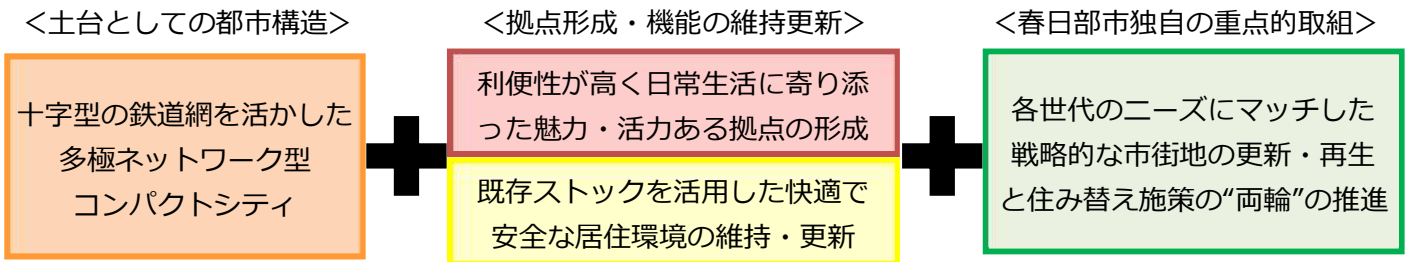 <土台としての都市構造>
十字型の鉄道網を活かした
多極ネットワーク型
コンパクトシティ
<拠点形成・機能の維持更新>
利便性が高く日常生活に寄り添
った魅力・活力ある拠点の形成
既存ストックを活用した快適で
安全な居住環境の維持・更新
<春日部市独自の重点的取組>
各世代のニーズにマッチした
戦略的な市街地の更新・再生
と住み替え施策の“両輪”の推進